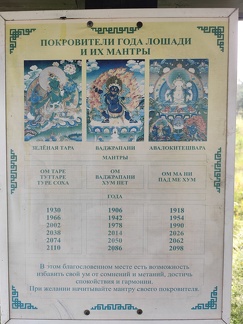 ПОКРОВИТЕЛИ ГОДА ЛОШАДИ
И ИХ МАНТРЫ
ЗЕЛЁНАЯ ТАРА ВАДЖРАПАНИ АВАЛОКИТЕШВАРА
МАНТРЫ
ОМ ТАРЕ ОМ ОМ МА НИ
ТУТТАРЕ ВАДЖРАПАНИ ПАД МЕ ХУМ
ТУРЕ СОХА ХУМ ПЕТ
ГОДА
1930 1906 1918
1966 1942 1954
2002 1978 1990
2038 2014 2026
2074 2050 2062
2110 2086 2098
В этом благословенном месте есть возможность
избавить свой ум от сомнений и метаний, достичь
спокойствия и гармонии.
При желании начитывайте мантру своего покровителя.